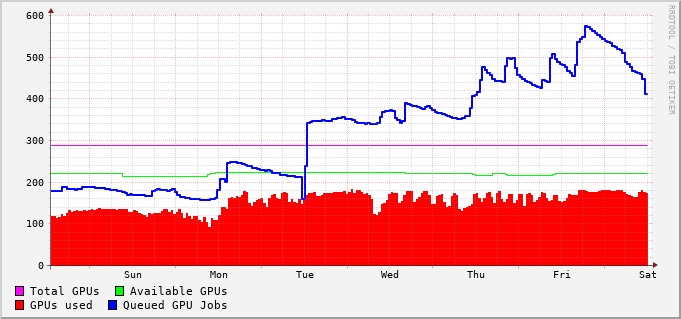 RRDTOOL / TOBI OETIKER
600
500
400
300
200
100
0
Sun Mon Tue Wed Thu Fri Sat
Total GPUs Available GPUs
GPUs used Queued GPU Jobs